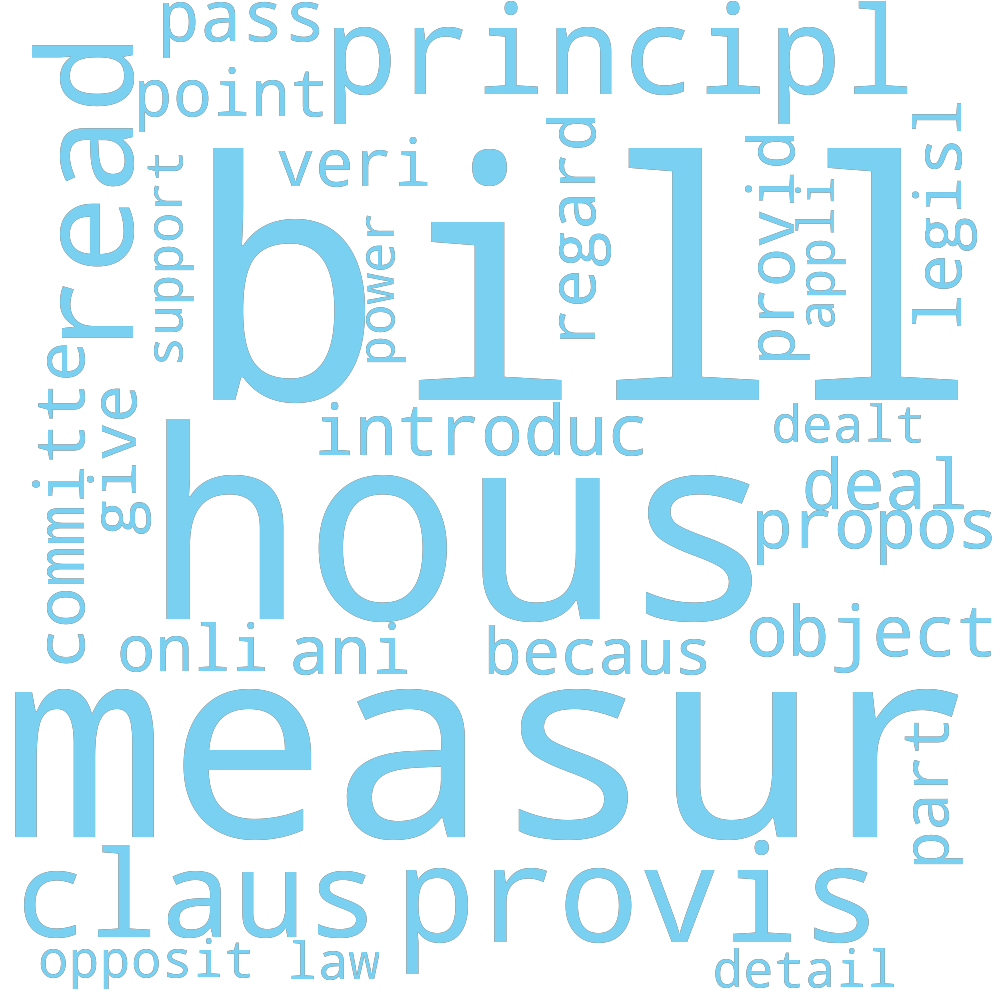 pass
principl
read
point
support
veri
power
regard
provid
appli
legisl
bill
committe
give
introduc
dealt
hous
deal
propos
onli
ani
becaus
object
measur
part
claus
provis
opposit
law
detail